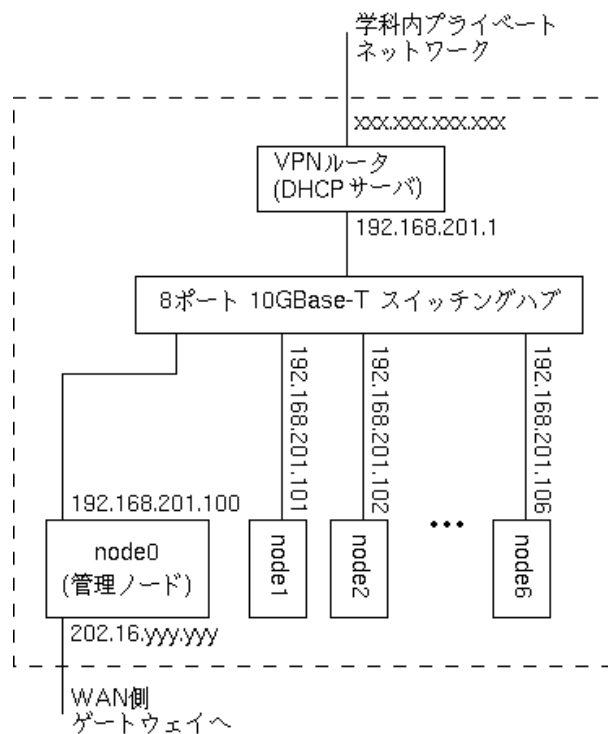 学科内プライベート
ネットワーク
xxx.xxx.xxx.xxx
VPNルータ
(DHCPサーバ)
192.168.201.1
8ポート 10GBase-T スイッチングハブ
192.168.201.101
192.168.201.102
192.168.201.106
192.168.201.100
node0
(管理ノード)
node1
node2
•••
node6
202.16.yyy.yyy
WAN側
ゲートウェイへ